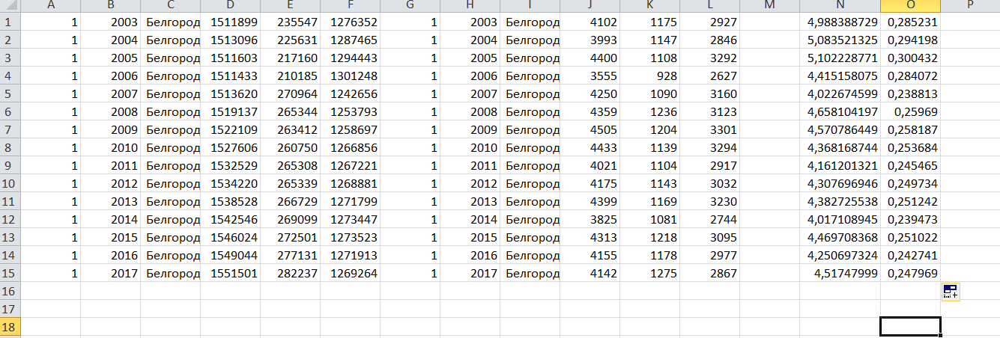 A B C D E F G H I J K L M N O P
1 1 2003 Белгород 1511899 235547 1276352 1 2003 Белгород 4102 1175 2927 4,988388729 0,285231
2 1 2004 Белгород 1513096 225631 1287465 1 2004 Белгород 3993 1147 2846 5,083521325 0,294198
3 1 2005 Белгород 1511603 217160 1294443 1 2005 Белгород 4400 1108 3292 5,102228771 0,300432
4 1 2006 Белгород 1511433 210185 1301248 1 2006 Белгород 3555 928 2627 4,415158075 0,284072
5 1 2007 Белгород 1513620 270964 1242656 1 2007 Белгород 4250 1090 3160 4,022674599 0,238813
6 1 2008 Белгород 1519137 265344 1253793 1 2008 Белгород 4359 1236 3123 4,658104197 0,25969
7 1 2009 Белгород 1522109 263412 1258697 1 2009 Белгород 4505 1204 3301 4,570786449 0,258187
8 1 2010 Белгород 1527606 260750 1266856 1 2010 Белгород 4433 1139 3294 4,368168744 0,253684
9 1 2011 Белгород 1532529 265308 1267221 1 2011 Белгород 4021 1104 2917 4,161201321 0,245465
10 1 2012 Белгород 1534220 265339 1268881 1 2012 Белгород 4175 1143 3032 4,307696946 0,249734
11 1 2013 Белгород 1538528 266729 1271799 1 2013 Белгород 4399 1169 3230 4,382725538 0,251242
12 1 2014 Белгород 1542546 269099 1273447 1 2014 Белгород 3825 1081 2744 4,017108945 0,239473
13 1 2015 Белгород 1546024 272501 1273523 1 2015 Белгород 4313 1218 3095 4,469708368 0,251022
14 1 2016 Белгород 1549044 277131 1271913 1 2016 Белгород 4155 1178 2977 4,250697324 0,242741
15 1 2017 Белгород 1551501 282237 1269264 1 2017 Белгород 4142 1275 2867 4,51747999 0,247969
16
17
18